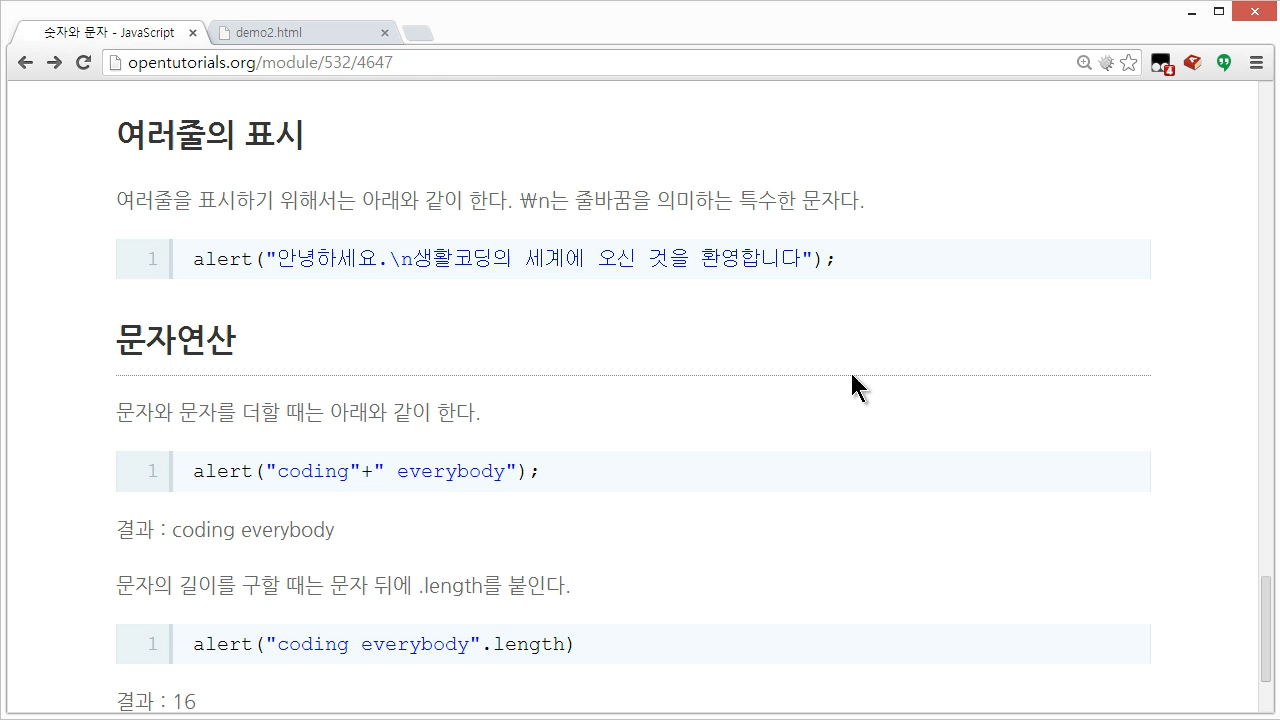 숫자와 문자 - JavaScript
demo2.html
opentutorials.org/module/532/4647
4
여러줄의 표시
여러줄을 표시하기 위해서는 아래와 같이 한다. ₩n는 줄바꿈을 의미하는 특수한 문자다.
1 alert("안녕하세요.\n생활코딩의 세계에 오신 것을 환영합니다");
문자연산
문자와 문자를 더할 때는 아래와 같이 한다.
1 alert("coding"+" everybody");
결과 : coding everybody
문자의 길이를 구할 때는 문자 뒤에 .length를 붙인다.
1 alert("coding everybody".length)
결과 : 16